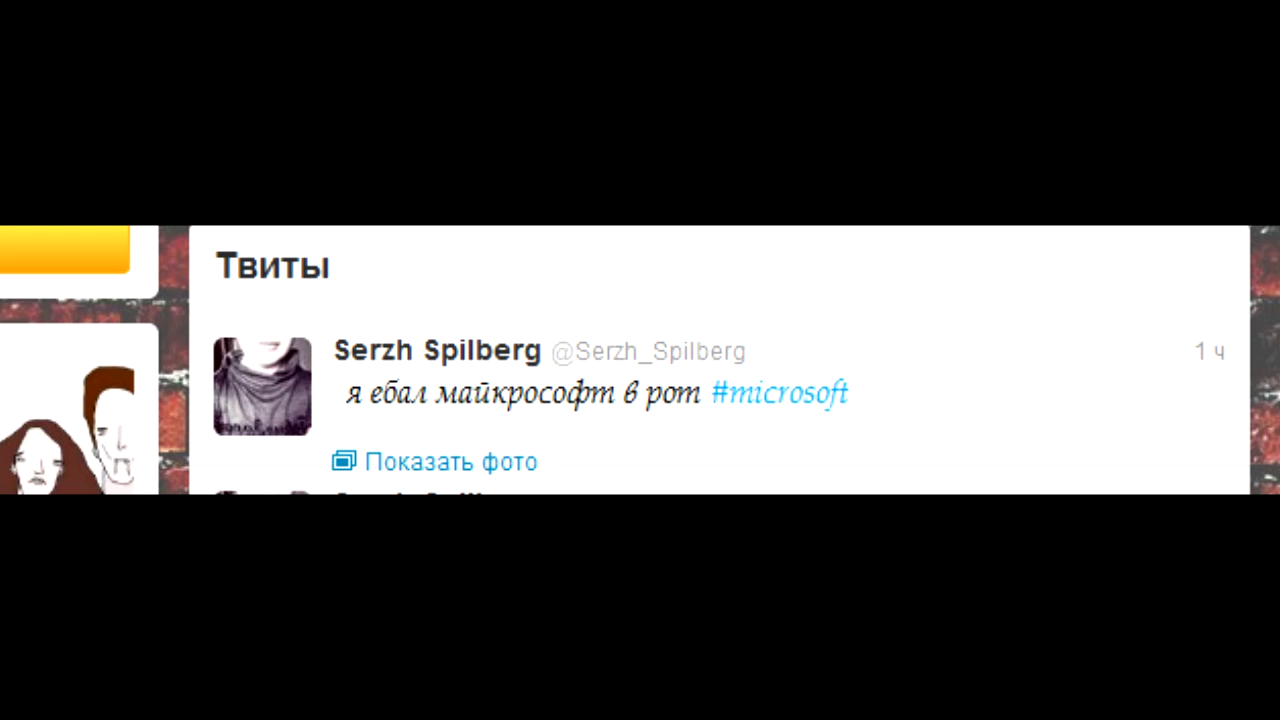 Твиты
Serzh Spilberg @Serzh_Spilberg 1 ч
я ебал майкрософт в рот #microsoft
Показать фото